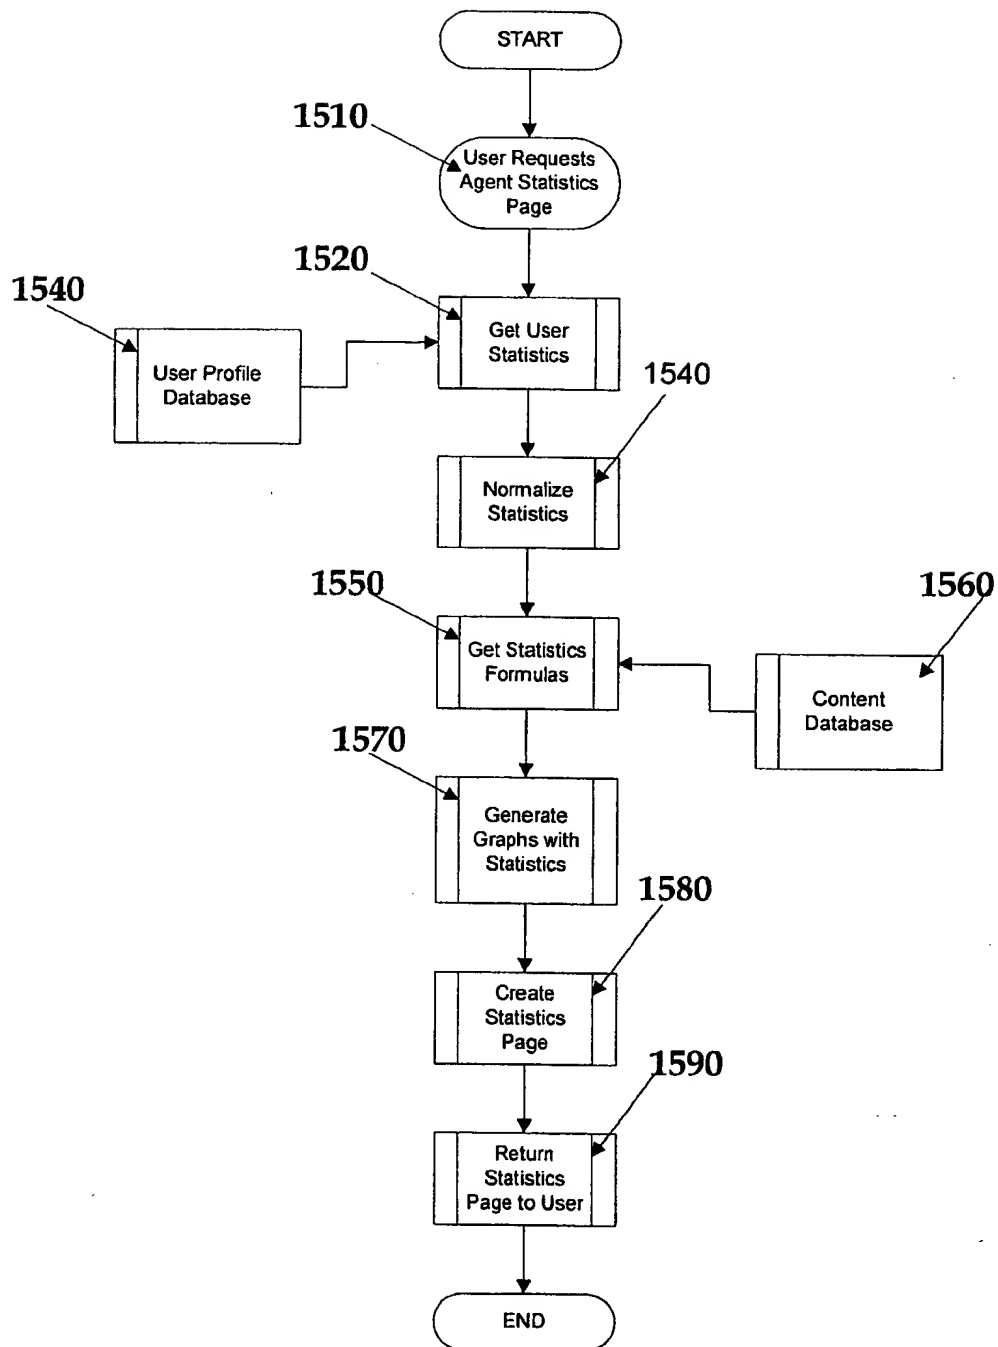 START
1510
User Requests
Agent Statistics
Page
1520
1540
Get User
Statistics
User Profile
Database
1540
Normalize
Statistics
1550
1560
Get Statistics
Formulas
Content
Database
1570
Generate
Graphs with
Statistics
1580
Create
Statistics
Page
1590
Return
Statistics
Page to User
END